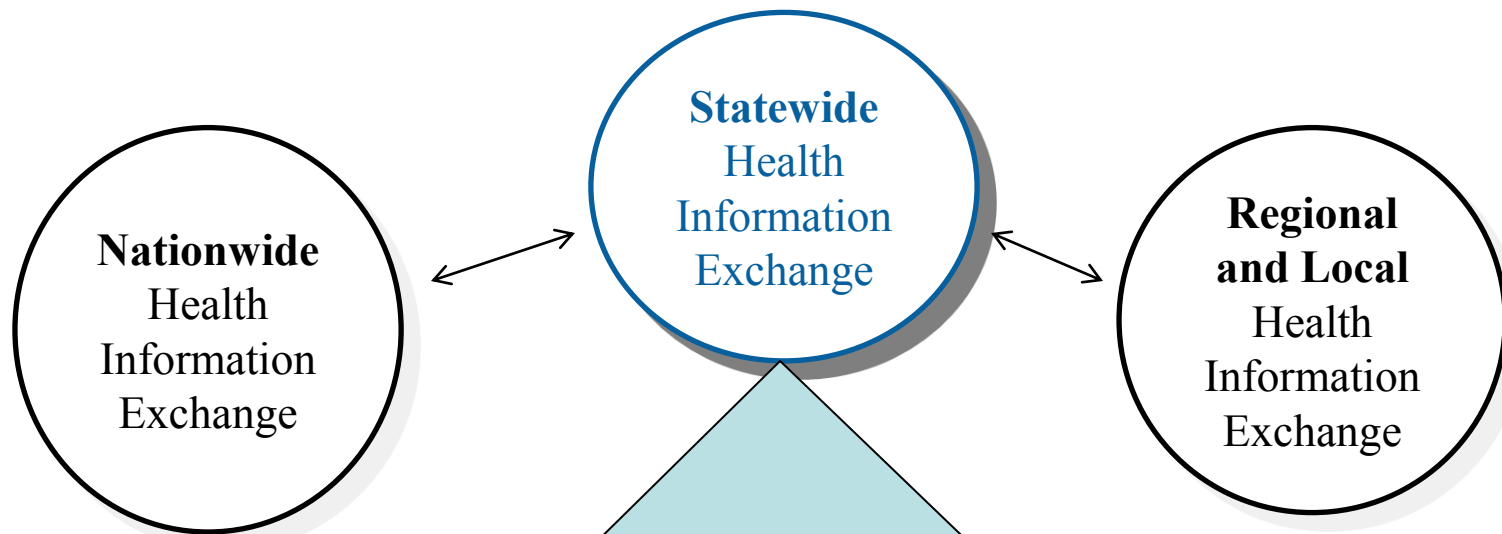 Nationwide
Health
Information
Exchange
Statewide
Health
Information
Exchange
Regional
and Local
Health
Information
Exchange